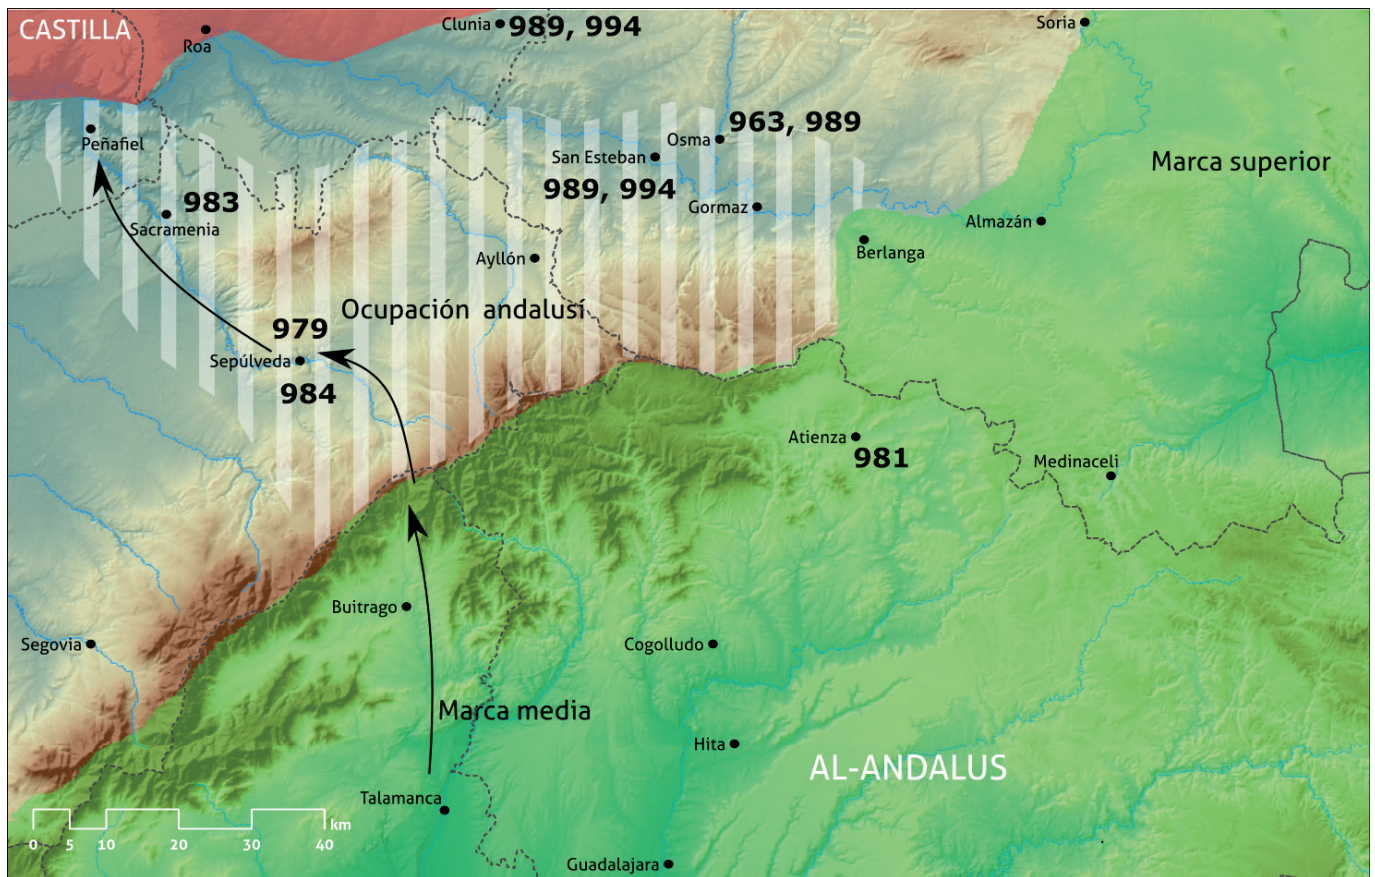 CASTILLA
Roa
Clunia 989, 994
Soria
Peñafiel
Osma 963, 989
San Esteban
989, 994
Marca superior
983
Sacramenia
Gormaz
Almazán
Ayllón
Berlanga
Ocupación andalusí
979
Sepúlveda
984
Atienza
981
Medinaceli
Buitrago
Segovia
Cogolludo
Marca media
Hita
AL-ANDALUS
Talamanca
km
0 5 10 20 30 40
Guadalajara